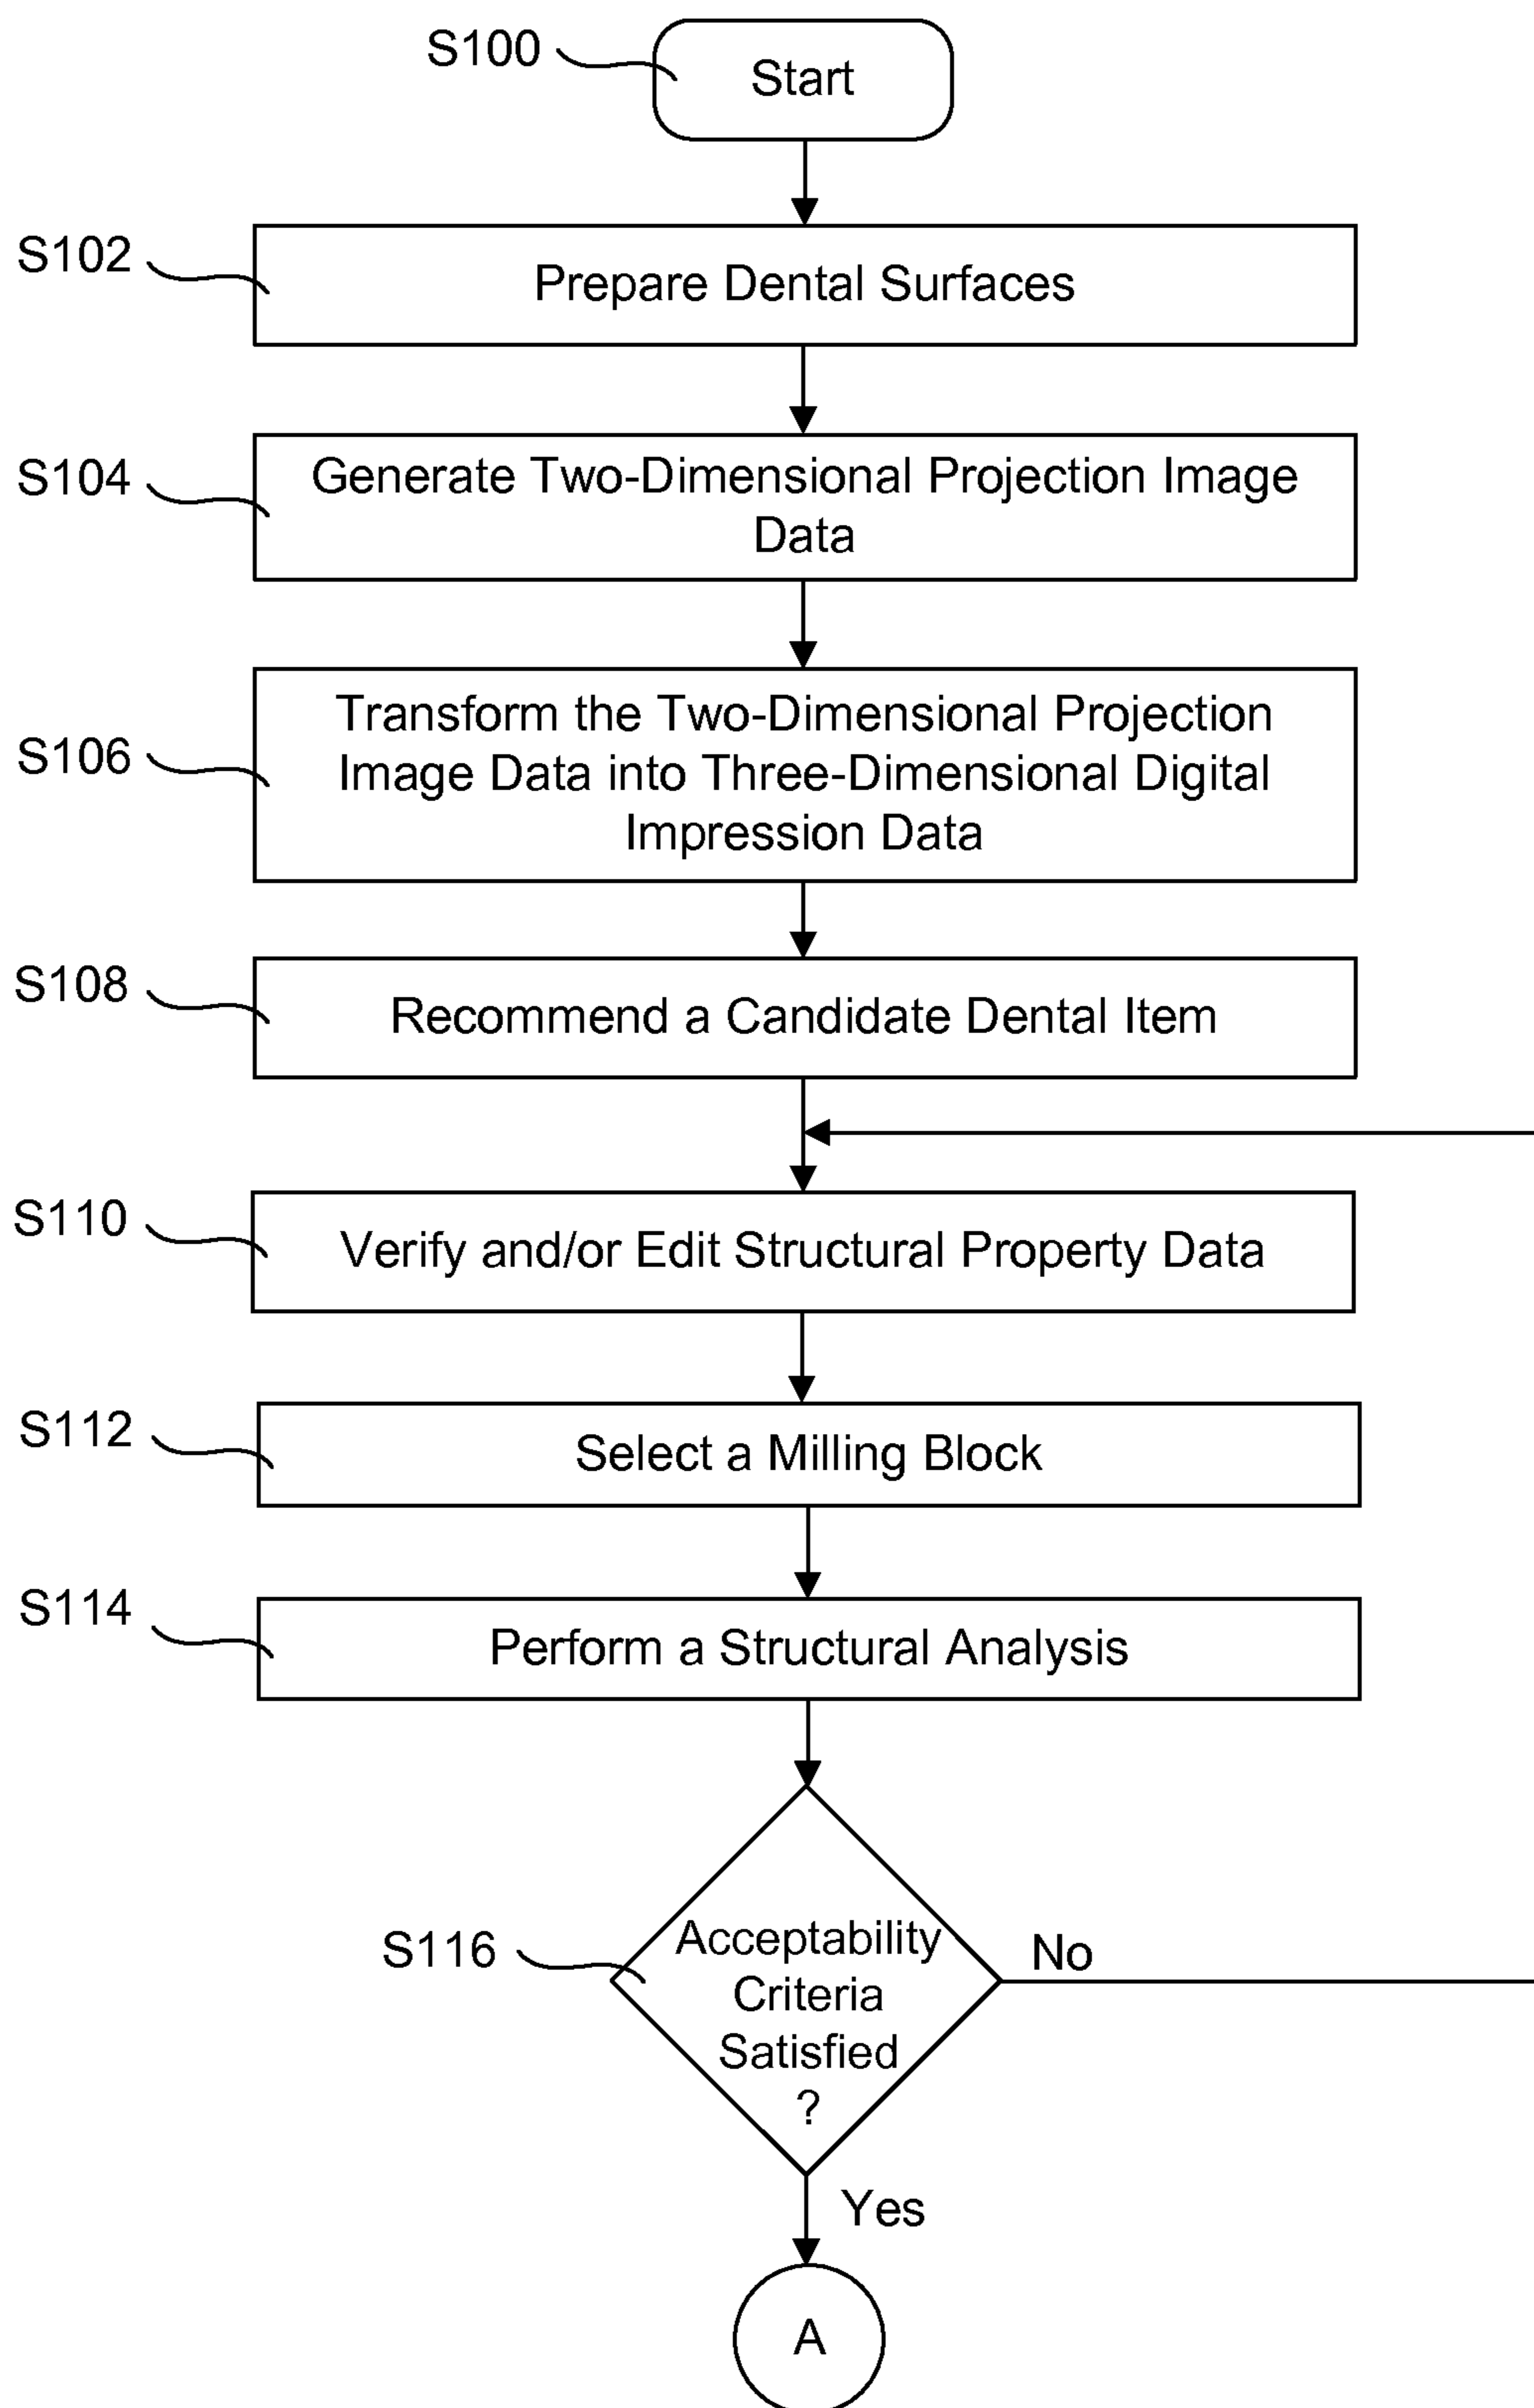 S100
Start
S102
Prepare Dental Surfaces
S104
Generate Two-Dimensional Projection Image
Data
S106
Transform the Two-Dimensional Projection
Image Data into Three-Dimensional Digital
Impression Data
S108
Recommend a Candidate Dental Item
S110
Verify and/or Edit Structural Property Data
S112
Select a Milling Block
S114
Perform a Structural Analysis
S116
Acceptability
Criteria
Satisfied
?
No
Yes
A